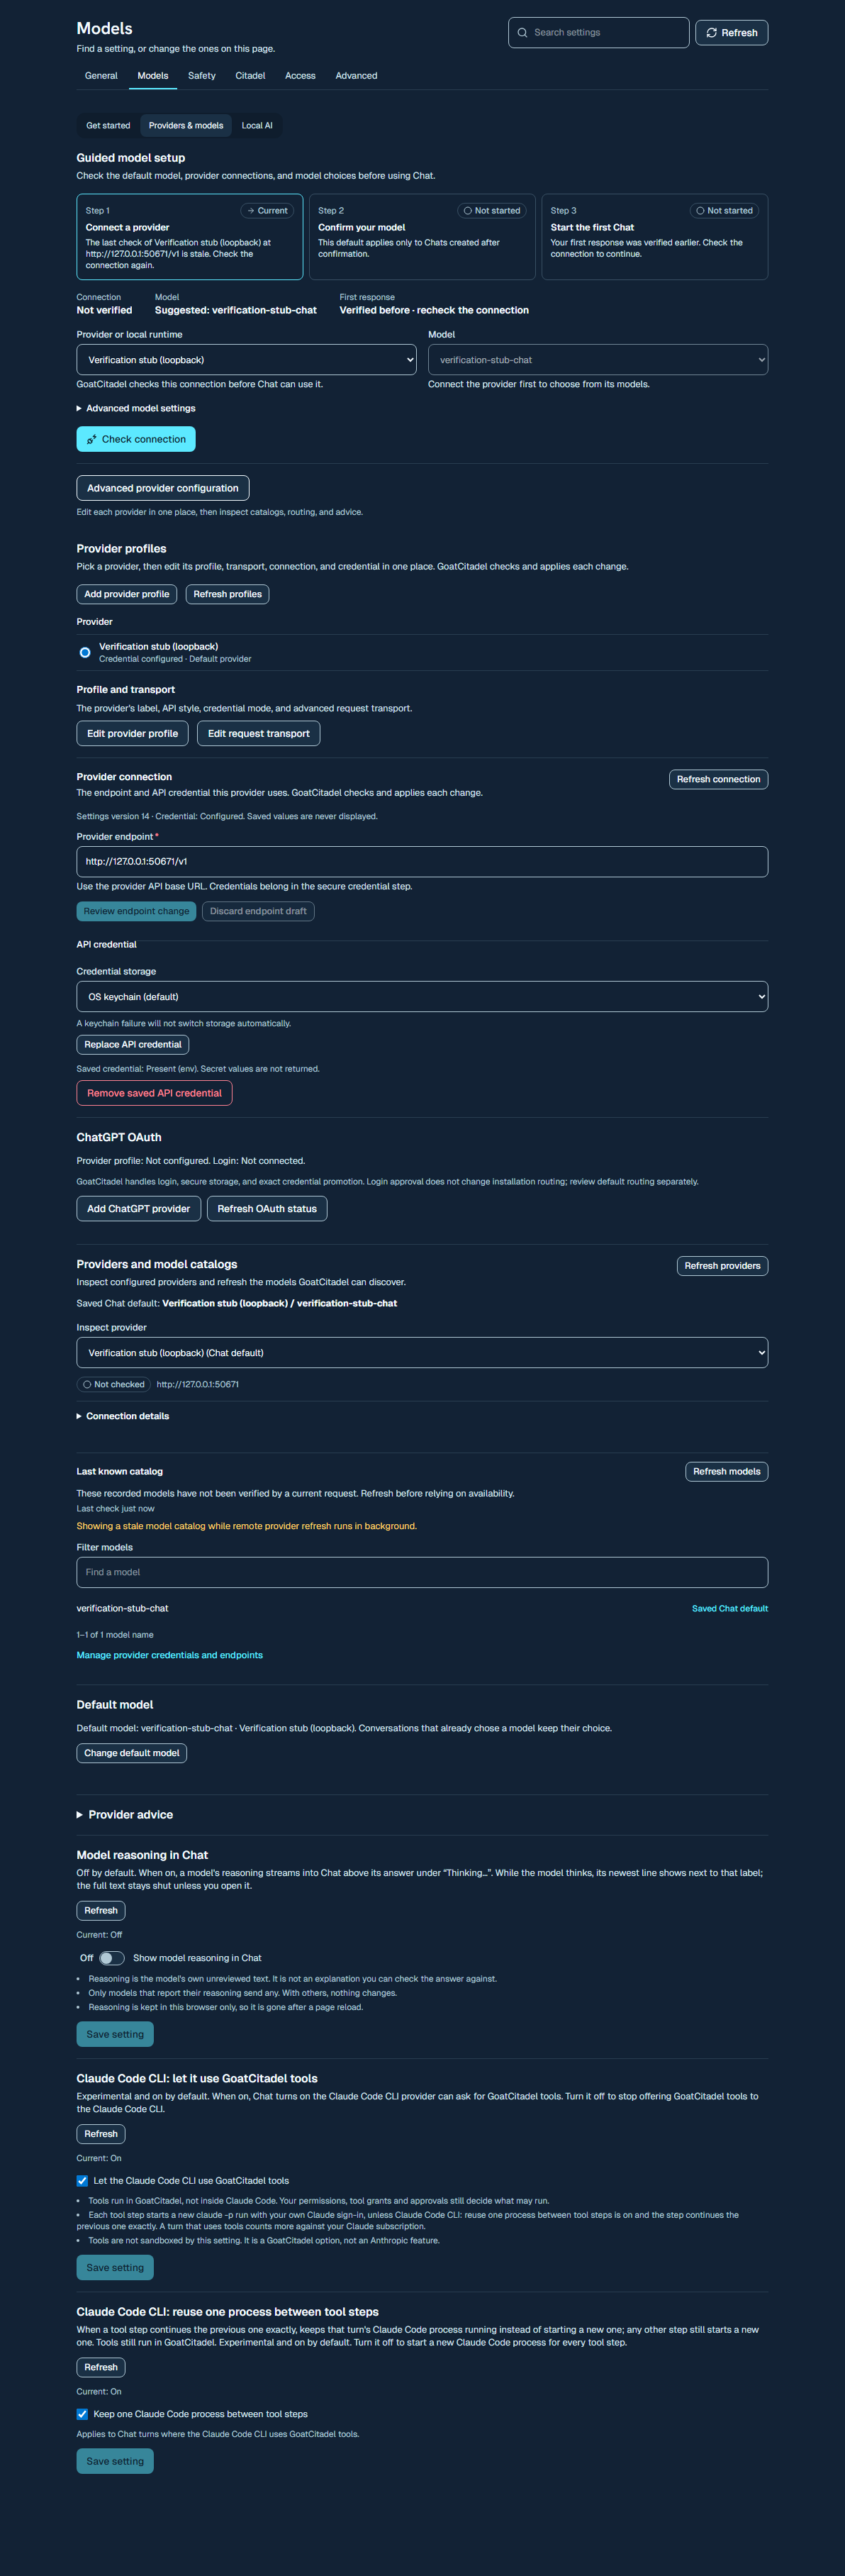 Models
Find a setting, or change the ones on this page.
Search settings
Refresh
General
Models
Safety
Citadel
Access
Advanced
Get started
Providers & models
Local AI
Guided model setup
Check the default model, provider connections, and model choices before using Chat.
Step 1
Current
Connect a provider
The last check of Verification stub (loopback) at
http://127.0.0.1:50671/v1 is stale. Check the
connection again.
Step 2
Not started
Confirm your model
This default applies only to Chats created after
confirmation.
Step 3
Not started
Start the first Chat
Your first response was verified earlier. Check the
connection to continue.
Connection
Not verified
Model
Suggested: verification-stub-chat
First response
Verified before · recheck the connection
Provider or local runtime
Verification stub (loopback)
GoatCitadel checks this connection before Chat can use it.
Model
verification-stub-chat
Connect the provider first to choose from its models.
Advanced model settings
Check connection
Advanced provider configuration
Edit each provider in one place, then inspect catalogs, routing, and advice.
Provider profiles
Pick a provider, then edit its profile, transport, connection, and credential in one place. GoatCitadel checks and applies each change.
Add provider profile
Refresh profiles
Provider
Verification stub (loopback)
Credential configured · Default provider
Profile and transport
The provider's label, API style, credential mode, and advanced request transport.
Edit provider profile
Edit request transport
Provider connection
Refresh connection
The endpoint and API credential this provider uses. GoatCitadel checks and applies each change.
Settings version 14 · Credential: Configured. Saved values are never displayed.
Provider endpoint *
http://127.0.0.1:50671/v1
Use the provider API base URL. Credentials belong in the secure credential step.
Review endpoint change
Discard endpoint draft
API credential
Credential storage
OS keychain (default)
A keychain failure will not switch storage automatically.
Replace API credential
Saved credential: Present (env). Secret values are not returned.
Remove saved API credential
ChatGPT OAuth
Provider profile: Not configured. Login: Not connected.
GoatCitadel handles login, secure storage, and exact credential promotion. Login approval does not change installation routing; review default routing separately.
Add ChatGPT provider
Refresh OAuth status
Providers and model catalogs
Refresh providers
Inspect configured providers and refresh the models GoatCitadel can discover.
Saved Chat default: Verification stub (loopback) / verification-stub-chat
Inspect provider
Verification stub (loopback) (Chat default)
Not checked
http://127.0.0.1:50671
Connection details
Last known catalog
Refresh models
These recorded models have not been verified by a current request. Refresh before relying on availability.
Last check just now
Showing a stale model catalog while remote provider refresh runs in background.
Filter models
Find a model
verification-stub-chat
Saved Chat default
1–1 of 1 model name
Manage provider credentials and endpoints
Default model
Default model: verification-stub-chat · Verification stub (loopback). Conversations that already chose a model keep their choice.
Change default model
Provider advice
Model reasoning in Chat
Off by default. When on, a model's reasoning streams into Chat above its answer under “Thinking…”. While the model thinks, its newest line shows next to that label;
the full text stays shut unless you open it.
Refresh
Current: Off
Off
Show model reasoning in Chat
• Reasoning is the model's own unreviewed text. It is not an explanation you can check the answer against.
• Only models that report their reasoning send any. With others, nothing changes.
• Reasoning is kept in this browser only, so it is gone after a page reload.
Save setting
Claude Code CLI: let it use GoatCitadel tools
Experimental and on by default. When on, Chat turns on the Claude Code CLI provider can ask for GoatCitadel tools. Turn it off to stop offering GoatCitadel tools to
the Claude Code CLI.
Refresh
Current: On
Let the Claude Code CLI use GoatCitadel tools
• Tools run in GoatCitadel, not inside Claude Code. Your permissions, tool grants and approvals still decide what may run.
• Each tool step starts a new claude -p run with your own Claude sign-in, unless Claude Code CLI: reuse one process between tool steps is on and the step continues the
previous one exactly. A turn that uses tools counts more against your Claude subscription.
• Tools are not sandboxed by this setting. It is a GoatCitadel option, not an Anthropic feature.
Save setting
Claude Code CLI: reuse one process between tool steps
When a tool step continues the previous one exactly, keeps that turn's Claude Code process running instead of starting a new one; any other step still starts a new
one. Tools still run in GoatCitadel. Experimental and on by default. Turn it off to start a new Claude Code process for every tool step.
Refresh
Current: On
Keep one Claude Code process between tool steps
Applies to Chat turns where the Claude Code CLI uses GoatCitadel tools.
Save setting